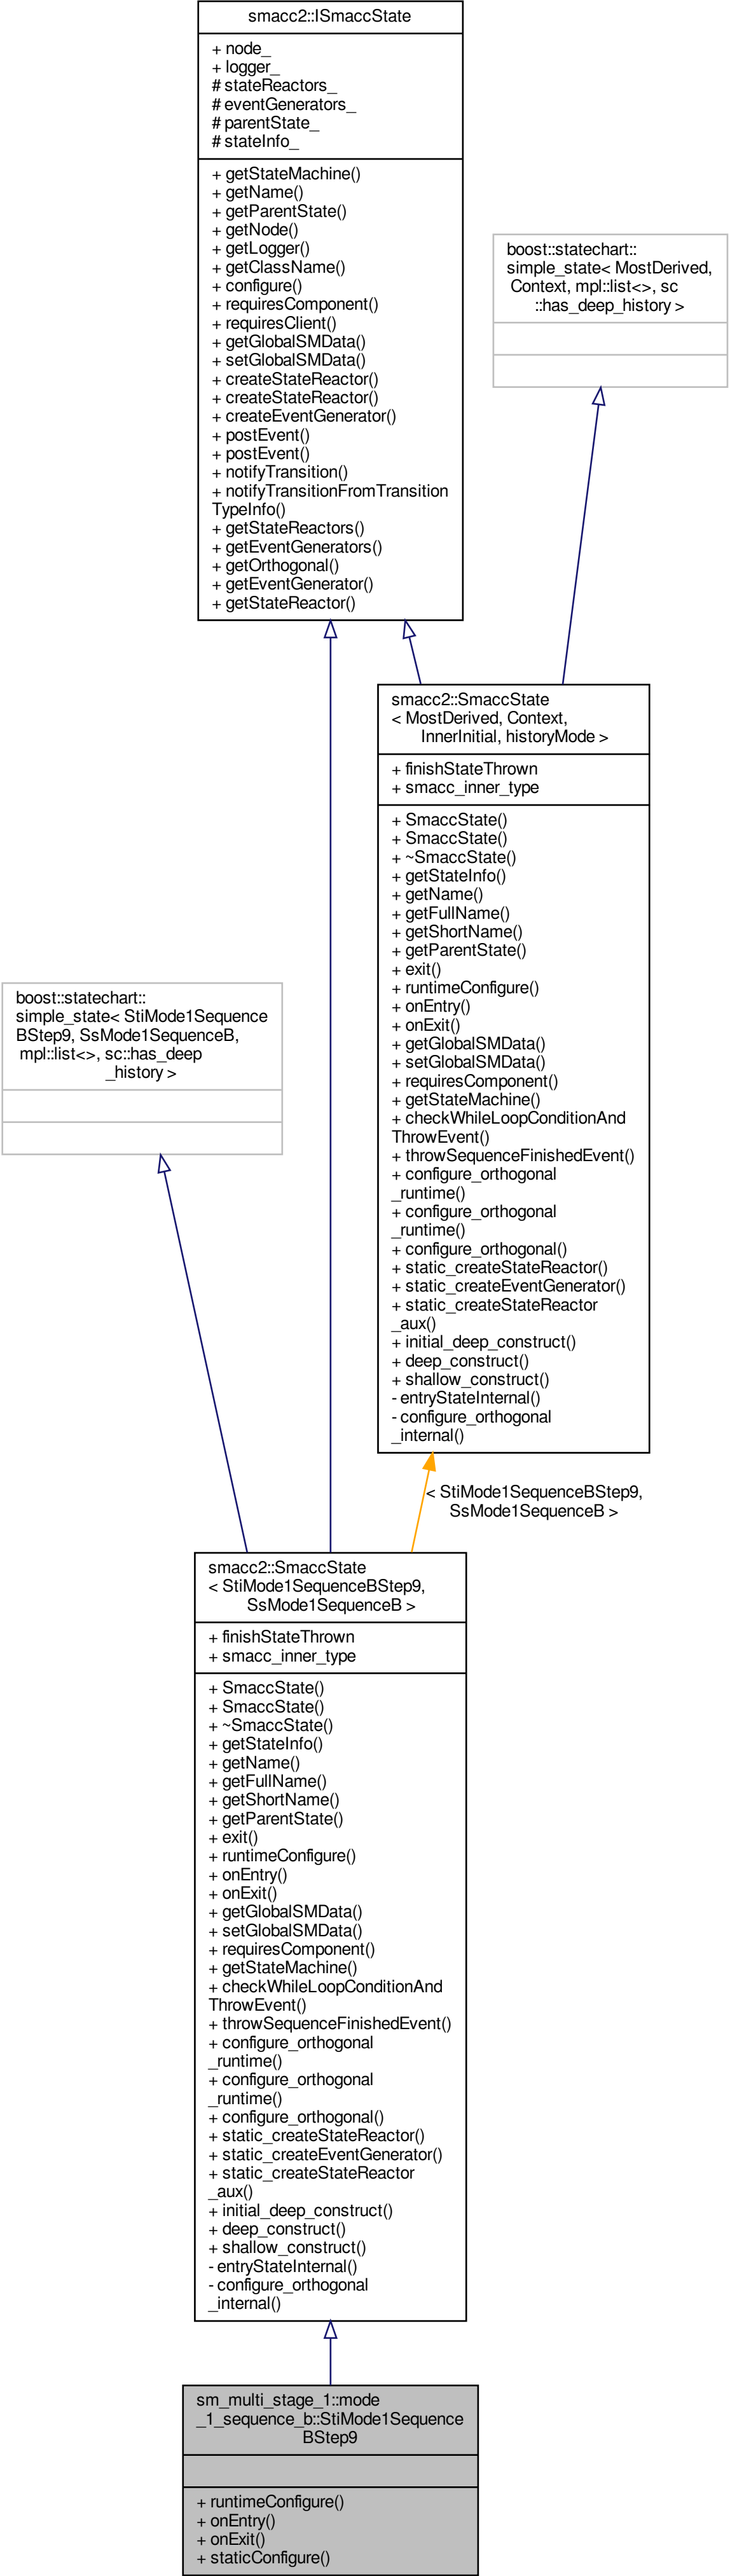 smacc2::ISmaccState
+ node_
+ logger_
# stateReactors_
# eventGenerators_
# parentState_
# stateInfo_
+ getStateMachine()
+ getName()
+ getParentState()
+ getNode()
+ getLogger()
+ getClassName()
+ configure()
+ requiresComponent()
+ requiresClient()
+ getGlobalSMData()
+ setGlobalSMData()
+ createStateReactor()
+ createStateReactor()
+ createEventGenerator()
+ postEvent()
+ postEvent()
+ notifyTransition()
+ notifyTransitionFromTransition
TypeInfo()
+ getStateReactors()
+ getEventGenerators()
+ getOrthogonal()
+ getEventGenerator()
+ getStateReactor()
boost::statechart::
simple_state< MostDerived,
Context, mpl::list<>, sc
::has_deep_history >
smacc2::SmaccState
< MostDerived, Context,
InnerInitial, historyMode >
+ finishStateThrown
+ smacc_inner_type
+ SmaccState()
+ SmaccState()
+ ~SmaccState()
+ getStateInfo()
+ getName()
+ getFullName()
+ getShortName()
+ getParentState()
+ exit()
+ runtimeConfigure()
+ onEntry()
+ onExit()
+ getGlobalSMData()
+ setGlobalSMData()
+ requiresComponent()
+ getStateMachine()
+ checkWhileLoopConditionAnd
ThrowEvent()
+ throwSequenceFinishedEvent()
+ configure_orthogonal
_runtime()
+ configure_orthogonal
_runtime()
+ configure_orthogonal()
+ static_createStateReactor()
+ static_createEventGenerator()
+ static_createStateReactor
_aux()
+ initial_deep_construct()
+ deep_construct()
+ shallow_construct()
- entryStateInternal()
- configure_orthogonal
_internal()
boost::statechart::
simple_state< StiMode1Sequence
BStep9, SsMode1SequenceB,
mpl::list<>, sc::has_deep
_history >
< StiMode1SequenceBStep9,
SsMode1SequenceB >
smacc2::SmaccState
< StiMode1SequenceBStep9,
SsMode1SequenceB >
+ finishStateThrown
+ smacc_inner_type
+ SmaccState()
+ SmaccState()
+ ~SmaccState()
+ getStateInfo()
+ getName()
+ getFullName()
+ getShortName()
+ getParentState()
+ exit()
+ runtimeConfigure()
+ onEntry()
+ onExit()
+ getGlobalSMData()
+ setGlobalSMData()
+ requiresComponent()
+ getStateMachine()
+ checkWhileLoopConditionAnd
ThrowEvent()
+ throwSequenceFinishedEvent()
+ configure_orthogonal
_runtime()
+ configure_orthogonal
_runtime()
+ configure_orthogonal()
+ static_createStateReactor()
+ static_createEventGenerator()
+ static_createStateReactor
_aux()
+ initial_deep_construct()
+ deep_construct()
+ shallow_construct()
- entryStateInternal()
- configure_orthogonal
_internal()
sm_multi_stage_1::mode
_1_sequence_b::StiMode1Sequence
BStep9
+ runtimeConfigure()
+ onEntry()
+ onExit()
+ staticConfigure()